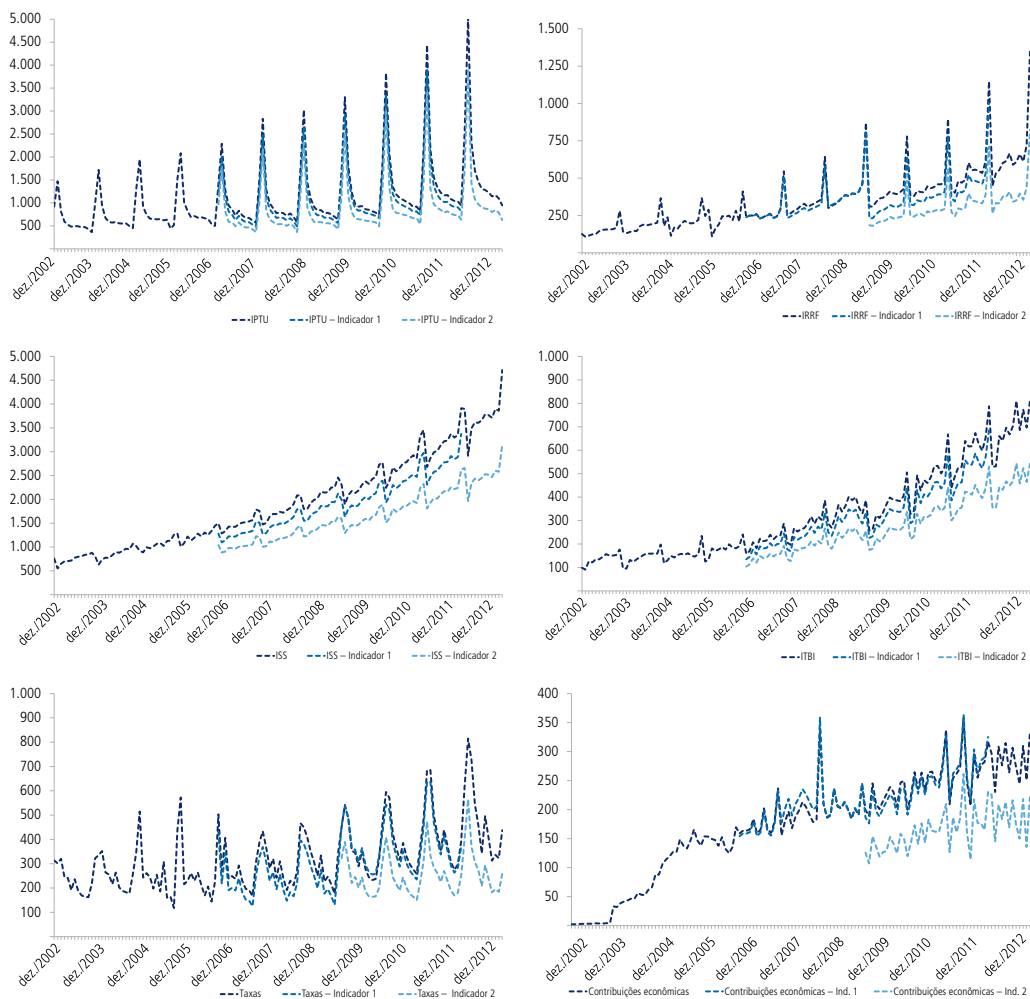 5.000
4.500
4.000
3.500
3.000
2.500
2.000
1.500
1.000
500
dez./2002
dez./2003
dez./2004
dez./2005
dez./2006
dez./2007
dez./2008
dez./2009
dez./2010
dez./2011
dez./2012
IPTU IPTU – Indicador 1 IPTU – Indicador 2
1.500
1.250
1.000
750
500
250
dez./2002
dez./2003
dez./2004
dez./2005
dez./2006
dez./2007
dez./2008
dez./2009
dez./2010
dez./2011
dez./2012
IRRF IRRF – Indicador 1 IRRF – Indicador 2
5.000
4.500
4.000
3.500
3.000
2.500
2.000
1.500
1.000
500
dez./2002
dez./2003
dez./2004
dez./2005
dez./2006
dez./2007
dez./2008
dez./2009
dez./2010
dez./2011
dez./2012
ISS ISS – Indicador 1 ISS – Indicador 2
1.000
900
800
700
600
500
400
300
200
100
dez./2002
dez./2003
dez./2004
dez./2005
dez./2006
dez./2007
dez./2008
dez./2009
dez./2010
dez./2011
dez./2012
ITBI ITBI – Indicador 1 ITBI – Indicador 2
1.000
900
800
700
600
500
400
300
200
100
dez./2002
dez./2003
dez./2004
dez./2005
dez./2006
dez./2007
dez./2008
dez./2009
dez./2010
dez./2011
dez./2012
Taxas Taxas – Indicador 1 Taxas – Indicador 2
400
350
300
250
200
150
100
50
dez./2002
dez./2003
dez./2004
dez./2005
dez./2006
dez./2007
dez./2008
dez./2009
dez./2010
dez./2011
dez./2012
Contribuições econômicas Contribuições econômicas – Ind. 1 Contribuições econômicas – Ind. 2